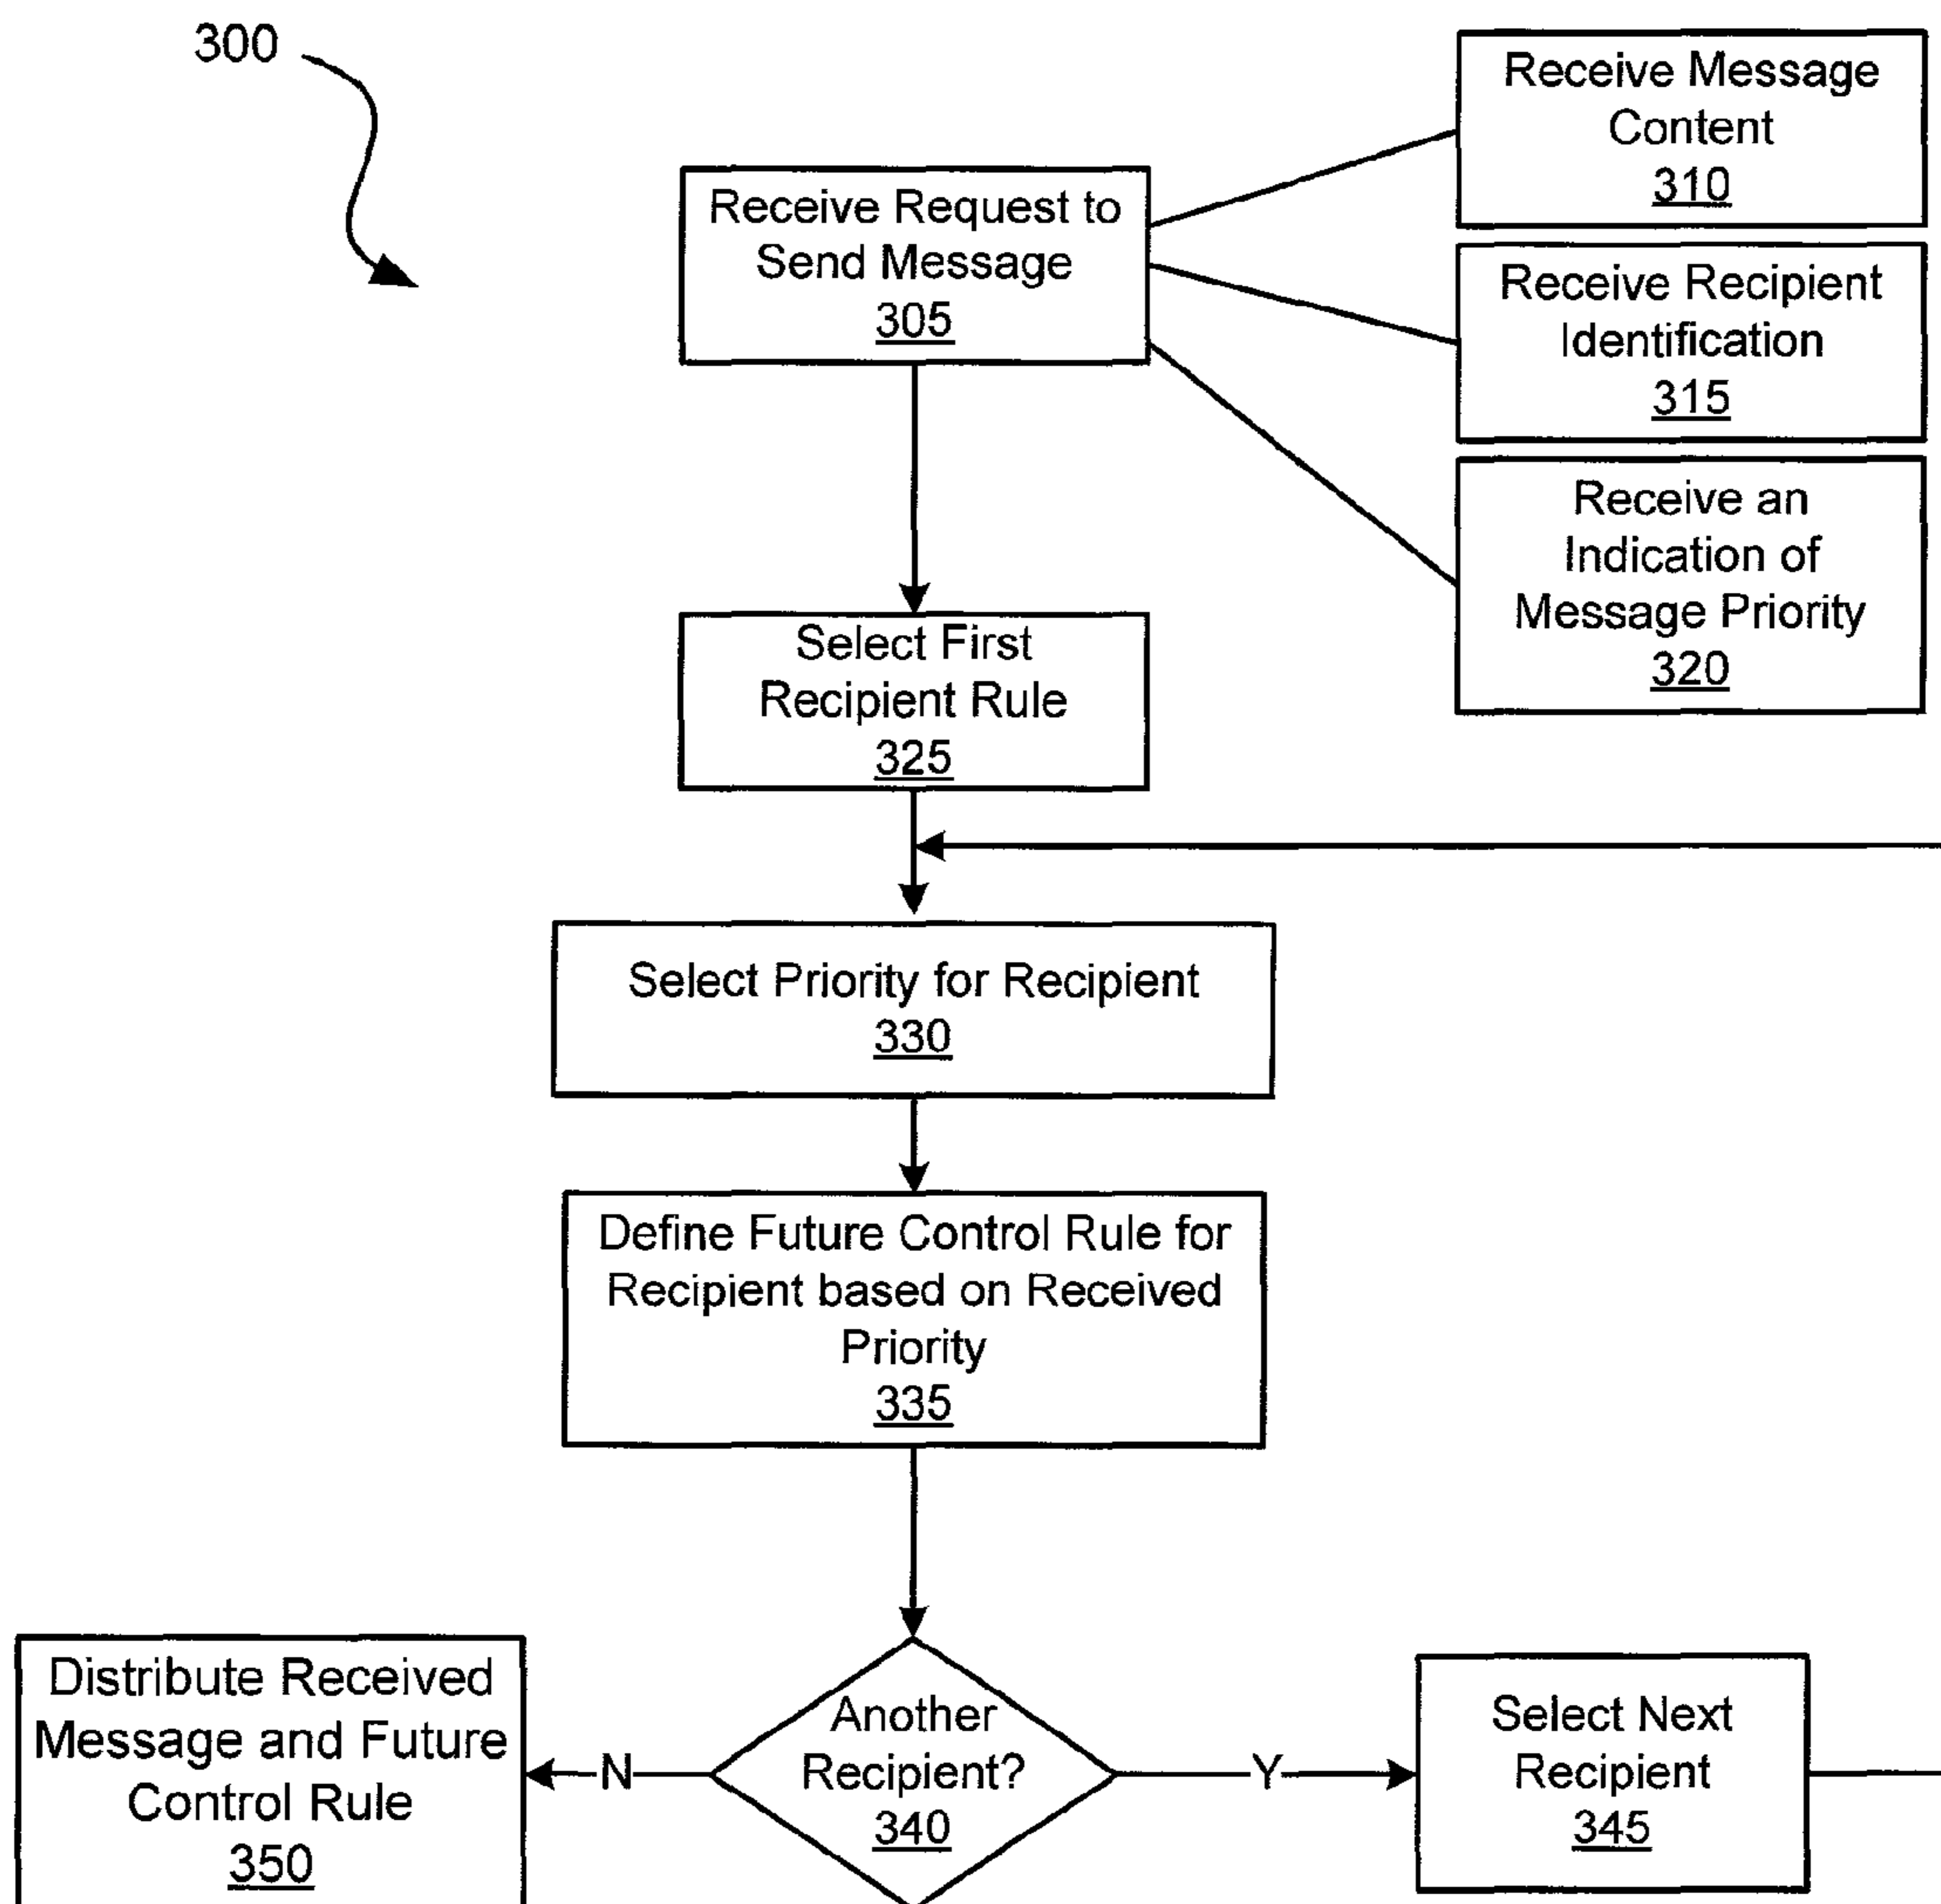 300
Receive Message
Content
310
Receive Request to
Send Message
305
Receive Recipient
Identification
315
Receive an
Indication of
Message Priority
320
Select First
Recipient Rule
325
Select Priority for Recipient
330
Define Future Control Rule for
Recipient based on Received
Priority
335
Distribute Received
Message and Future
Control Rule
350
N
Another
Recipient?
340
Y
Select Next
Recipient
345